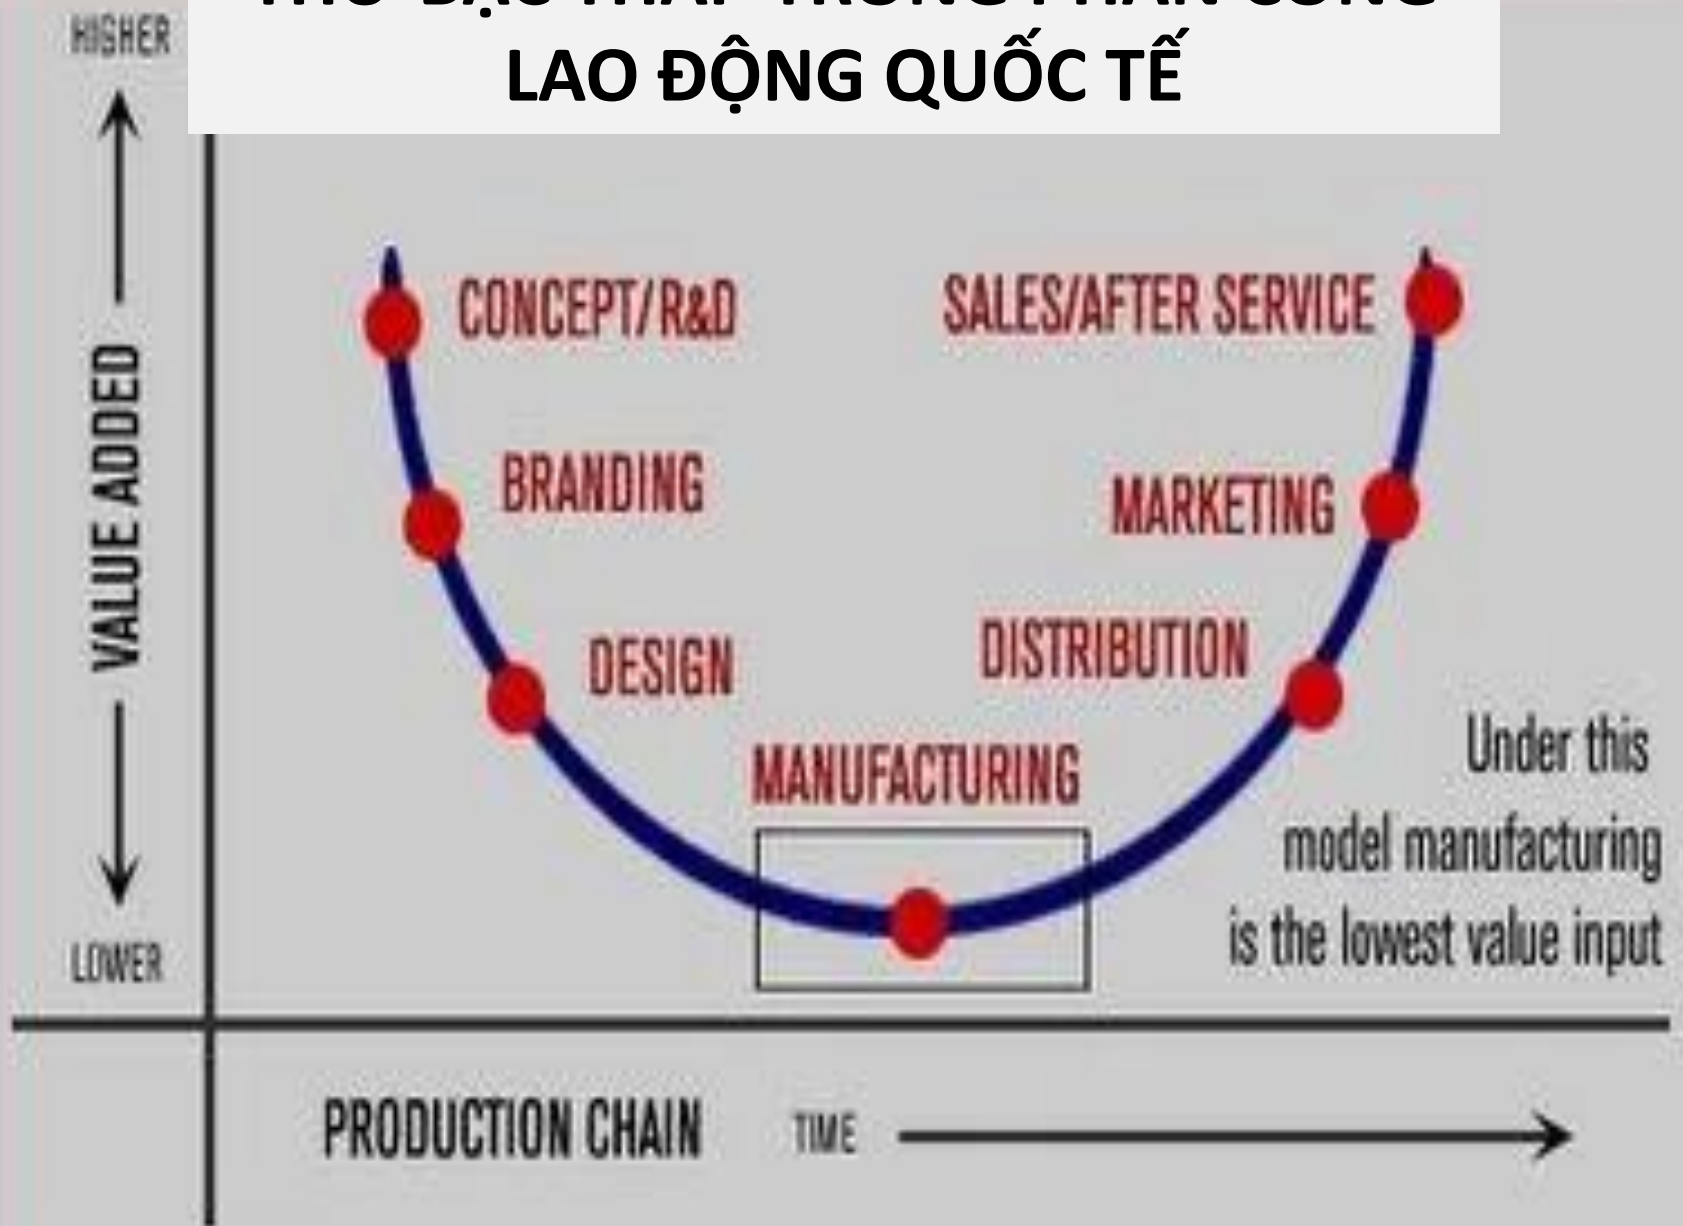 LAO ĐỘNG QUỐC TẾ
HIGHER
VALUE ADDED
LOWER
CONCEPT/R&D
BRANDING
DESIGN
MANUFACTURING
SALES/AFTER SERVICE
MARKETING
DISTRIBUTION
Under this
model manufacturing
is the lowest value input
PRODUCTION CHAIN TIME